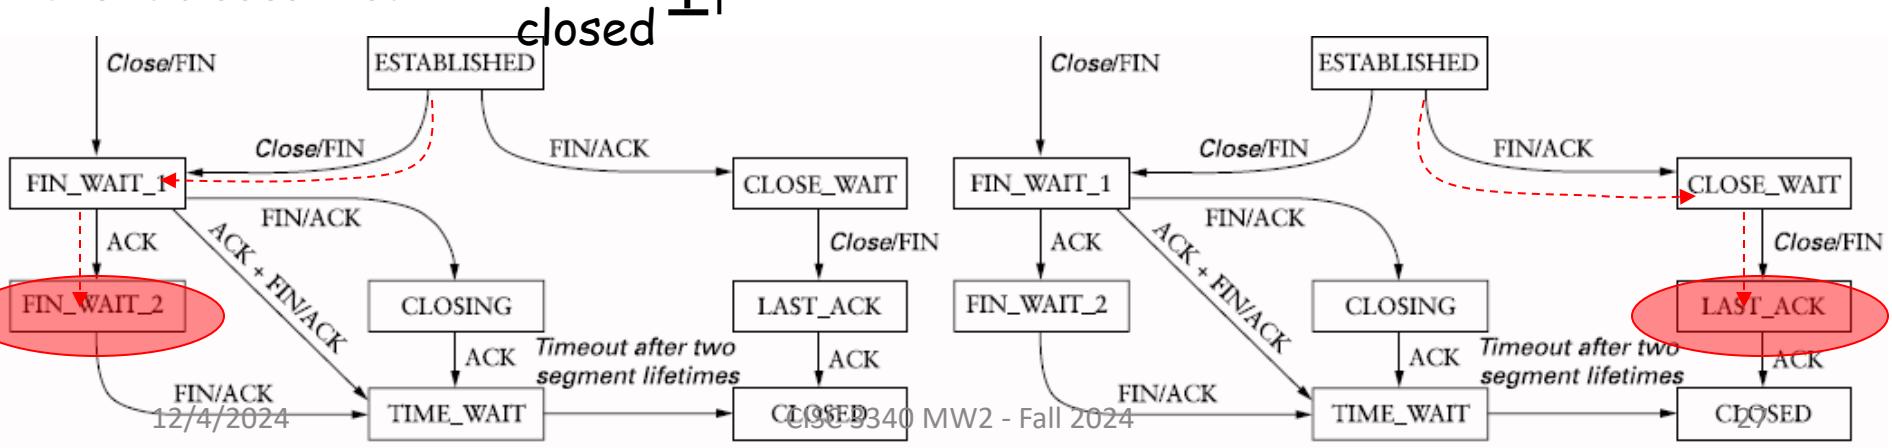 closed
Close/FIN
ESTABLISHED
Close/FIN
FIN/ACK
FIN_WAIT_1
CLOSE_WAIT
FIN/ACK
ACK
ACK + FIN/ACK
Close/FIN
FIN_WAIT_2
CLOSING
LAST_ACK
ACK
Timeout after two
segment lifetimes
ACK
FIN/ACK
TIME_WAIT
CLOSED
Close/FIN
ESTABLISHED
Close/FIN
FIN/ACK
FIN_WAIT_1
CLOSE_WAIT
FIN/ACK
ACK
ACK + FIN/ACK
Close/FIN
FIN_WAIT_2
CLOSING
LAST_ACK
ACK
Timeout after two
segment lifetimes
ACK
FIN/ACK
TIME_WAIT
CLOSED
12/4/2024
CISC 3340 MW2 - Fall 2024
27